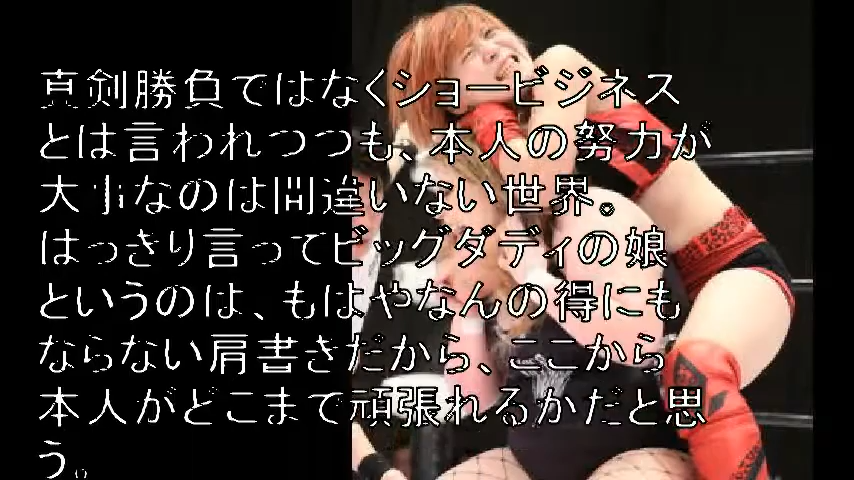 真剣勝負ではなくショービジネス
とは言われつつも、本人の努力が
大事なのは間違いない世界。
はっきり言ってビッグダディの娘
というのは、もはやなんの得にも
ならない肩書きだから、ここから
本人がどこまで頑張れるかだと思
う。